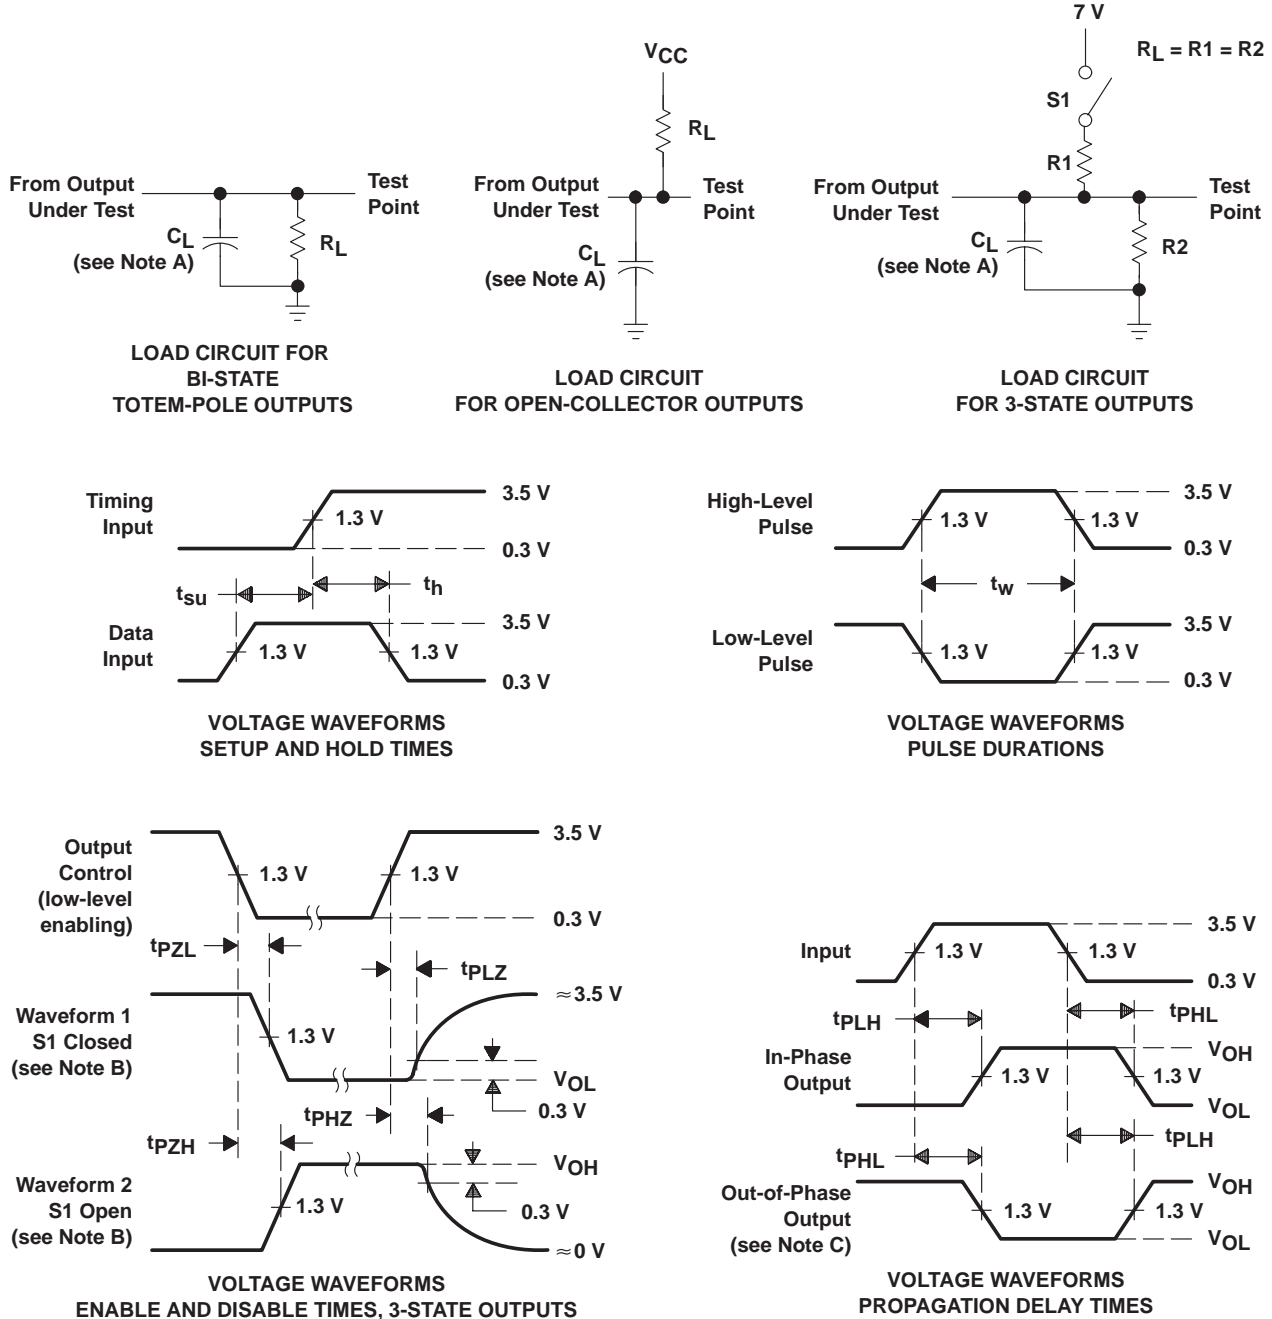 7 V
RL = R1 = R2
S1
R1
From Output
Under Test
Test
Point
CL
(see Note A)
R2
VCC
RL
From Output
Under Test
Test
Point
CL
(see Note A)
From Output
Under Test
Test
Point
CL
(see Note A)
RL
LOAD CIRCUIT FOR
BI-STATE
TOTEM-POLE OUTPUTS
LOAD CIRCUIT
FOR OPEN-COLLECTOR OUTPUTS
LOAD CIRCUIT
FOR 3-STATE OUTPUTS
Timing
Input
1.3 V
3.5 V
0.3 V
tsu
th
Data
Input
1.3 V
1.3 V
3.5 V
0.3 V
VOLTAGE WAVEFORMS
SETUP AND HOLD TIMES
High-Level
Pulse
1.3 V
1.3 V
3.5 V
0.3 V
tw
Low-Level
Pulse
1.3 V
1.3 V
3.5 V
0.3 V
VOLTAGE WAVEFORMS
PULSE DURATIONS
Output
Control
(low-level
enabling)
1.3 V
1.3 V
3.5 V
0.3 V
tPZL
tPLZ
Waveform 1
S1 Closed
(see Note B)
1.3 V
≈3.5 V
VOL
0.3 V
tPHZ
tPZH
Waveform 2
S1 Open
(see Note B)
1.3 V
VOH
0.3 V
≈0 V
VOLTAGE WAVEFORMS
ENABLE AND DISABLE TIMES, 3-STATE OUTPUTS
Input
1.3 V
1.3 V
3.5 V
0.3 V
tPLH
tPHL
In-Phase
Output
1.3 V
1.3 V
VOH
VOL
tPHL
tPLH
Out-of-Phase
Output
(see Note C)
1.3 V
1.3 V
VOH
VOL
VOLTAGE WAVEFORMS
PROPAGATION DELAY TIMES